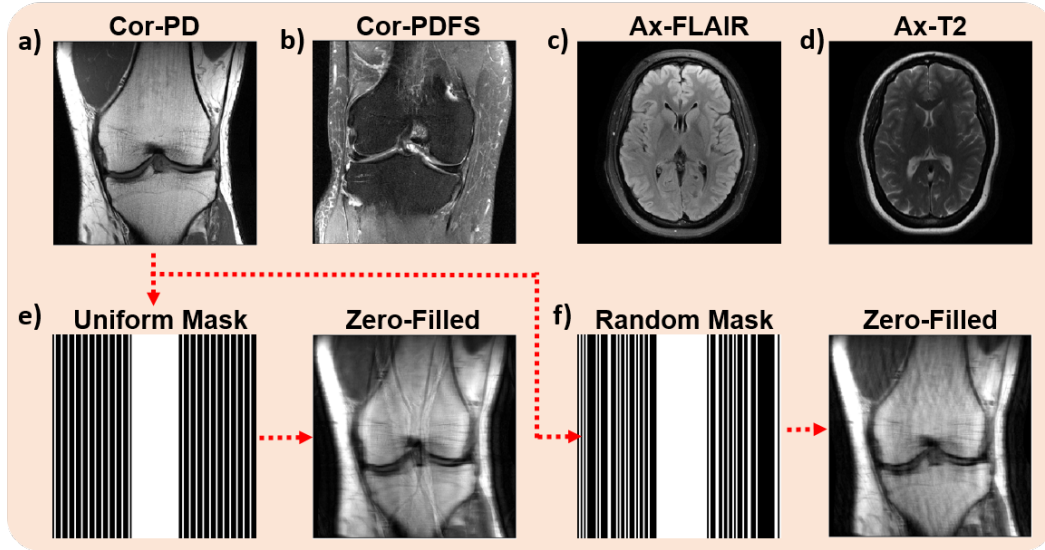 a) Cor-PD
b) Cor-PDFS
c) Ax-FLAIR
d) Ax-T2
e) Uniform Mask
Zero-Filled
f) Random Mask
Zero-Filled